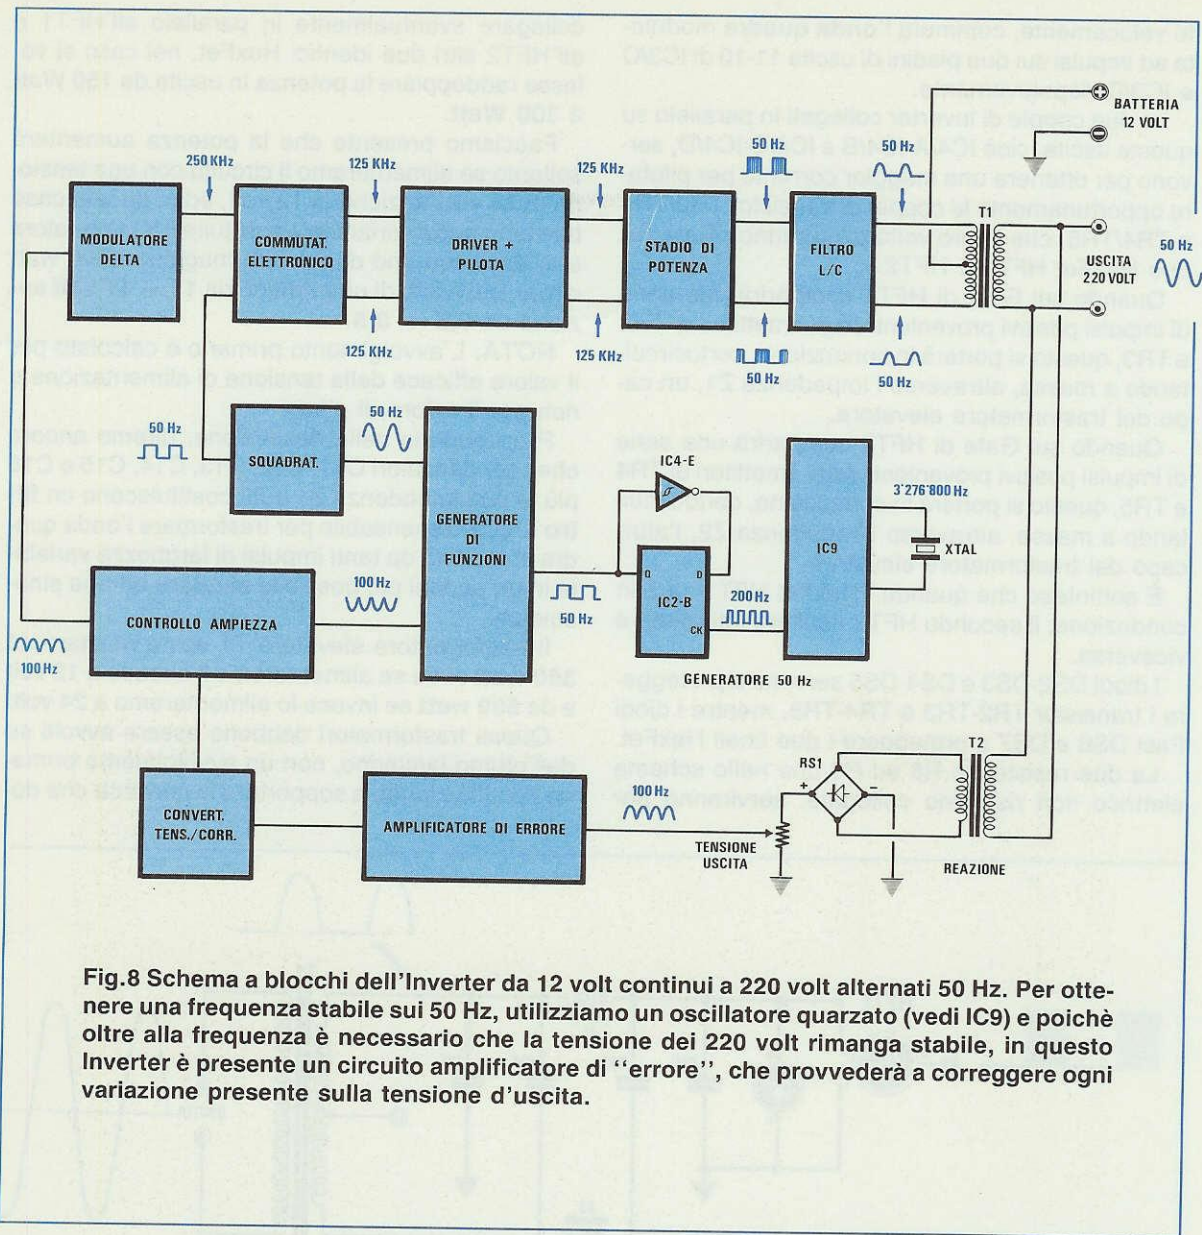 BATTERIA
12 VOLT
250 KHz
125 KHz
125 KHz
50 Hz
50 Hz
MODULATORE
DELTA
COMMUTAT.
ELETTRONICO
DRIVER +
PILOTA
STADIO DI
POTENZA
FILTRO
L/C
T1
USCITA
220 VOLT
50 Hz
125 KHz
125 KHz
50 Hz
50 Hz
50 Hz
SQUADRAT.
50 Hz
GENERATORE
DI
FUNZIONI
IC4-E
3'276'800 Hz
XTAL
IC9
Q
D
IC2-B
CK
200 Hz
50 Hz
GENERATORE 50 Hz
CONTROLLO AMPIEZZA
100 Hz
100 Hz
CONVERT.
TENS./CORR.
AMPLIFICATORE DI ERRORE
100 Hz
TENSIONE
USCITA
RS1
+
−
T2
REAZIONE
Fig.8 Schema a blocchi dell'Inverter da 12 volt continui a 220 volt alternati 50 Hz. Per otte-
nere una frequenza stabile sui 50 Hz, utilizziamo un oscillatore quarzato (vedi IC9) e poichè
oltre alla frequenza è necessario che la tensione dei 220 volt rimanga stabile, in questo
Inverter è presente un circuito amplificatore di ''errore'', che provvederà a correggere ogni
variazione presente sulla tensione d'uscita.